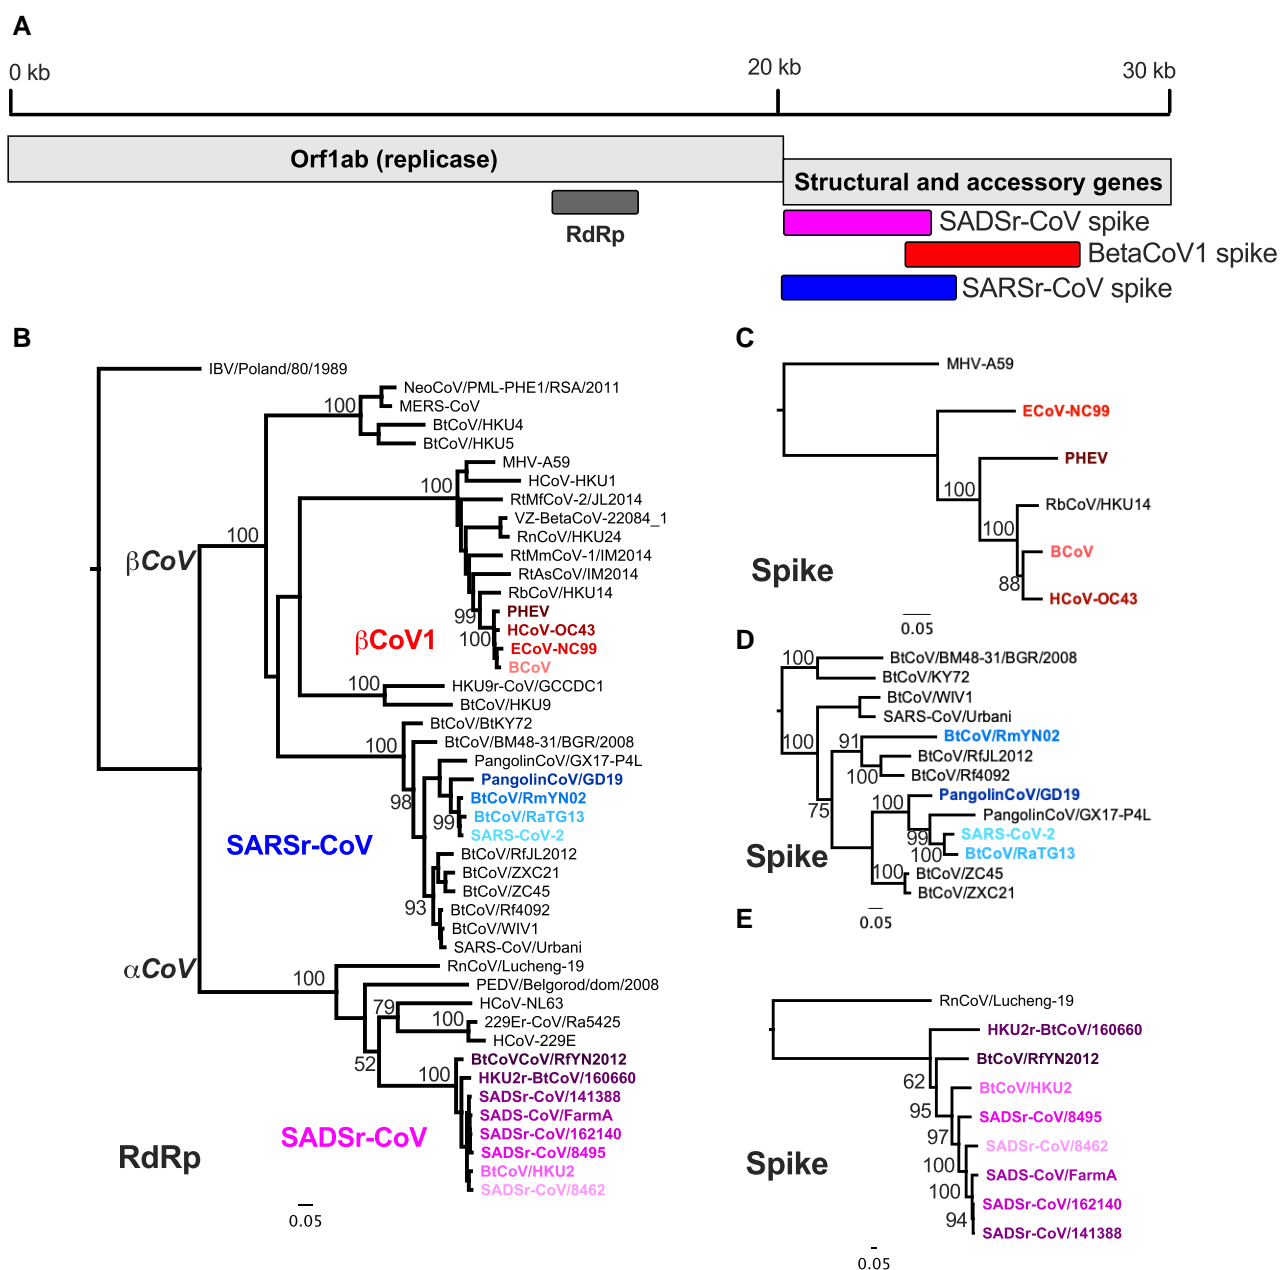 A
0 kb
20 kb
30 kb
Orf1ab (replicase)
Structural and accessory genes
RdRp
SADSr-CoV spike
BetaCoV1 spike
SARSr-CoV spike
B
IBV/Poland/80/1989
NeoCoV/PML-PHE1/RSA/2011
100
MERS-CoV
BtCoV/HKU4
BtCoV/HKU5
MHV-A59
100
HCoV-HKU1
RtMfCoV-2/JL2014
VZ-BetaCoV-22084_1
100
RnCoV/HKU24
βCoV
RtMmCoV-1/IM2014
RtAsCoV/IM2014
RbCoV/HKU14
99
PHEV
βCoV1
100
HCoV-OC43
ECoV-NC99
BCoV
100
HKU9r-CoV/GCCDC1
BtCoV/HKU9
BtCoV/BtKY72
100
BtCoV/BM48-31/BGR/2008
PangolinCoV/GX17-P4L
PangolinCoV/GD19
98
BtCoV/RmYN02
99
BtCoV/RaTG13
SARS-CoV-2
SARSr-CoV
BtCoV/RfJL2012
BtCoV/ZXC21
BtCoV/ZC45
93
BtCoV/Rf4092
BtCoV/WIV1
SARS-CoV/Urbani
αCoV
100
RnCoV/Lucheng-19
PEDV/Belgorod/dom/2008
79
HCoV-NL63
100
229Er-CoV/Ra5425
HCoV-229E
52
BtCoVCoV/RfYN2012
100
HKU2r-BtCoV/160660
SADSr-CoV/141388
SADS-CoV/FarmA
SADSr-CoV
SADSr-CoV/162140
SADSr-CoV/8495
RdRp
BtCoV/HKU2
SADSr-CoV/8462
0.05
C
MHV-A59
ECoV-NC99
PHEV
100
RbCoV/HKU14
100
BCoV
Spike
88
HCoV-OC43
0.05
D
100
BtCoV/BM48-31/BGR/2008
BtCoV/KY72
BtCoV/WIV1
SARS-CoV/Urbani
100
91
BtCoV/RmYN02
BtCoV/RfJL2012
100
BtCoV/Rf4092
75
100
PangolinCoV/GD19
PangolinCoV/GX17-P4L
99
SARS-CoV-2
Spike
100
BtCoV/RaTG13
100
BtCoV/ZC45
BtCoV/ZXC21
0.05
E
RnCoV/Lucheng-19
HKU2r-BtCoV/160660
BtCoV/RfYN2012
62
BtCoV/HKU2
95
SADSr-CoV/8495
97
SADSr-CoV/8462
Spike
100
SADS-CoV/FarmA
100
SADSr-CoV/162140
94
SADSr-CoV/141388
0.05